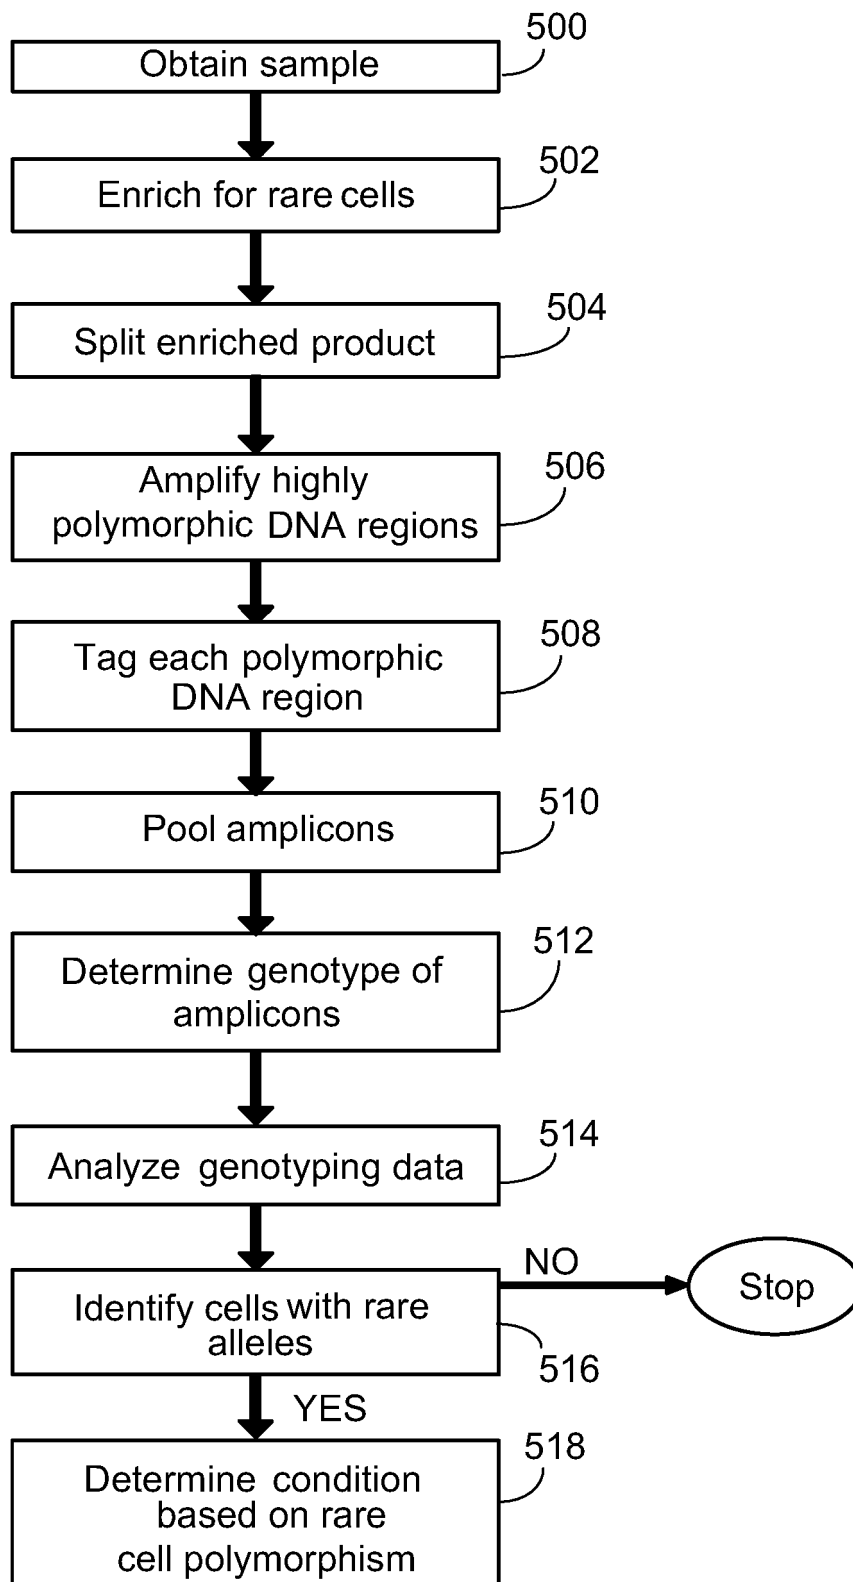 500
Obtain sample
502
Enrich for rare cells
504
Split enriched product
506
Amplify highly
polymorphic DNA regions
508
Tag each polymorphic
DNA region
510
Pool amplicons
512
Determine genotype of
amplicons
514
Analyze genotyping data
NO
Stop
Identify cells with rare
alleles
516
YES
518
Determine condition
based on rare
cell polymorphism